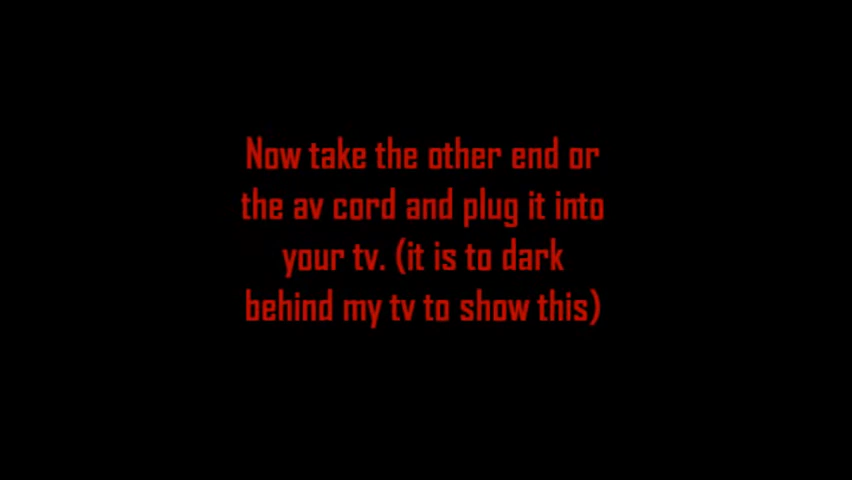 Now take the other end or
the av cord and plug it into
your tv. (it is to dark
behind my tv to show this)